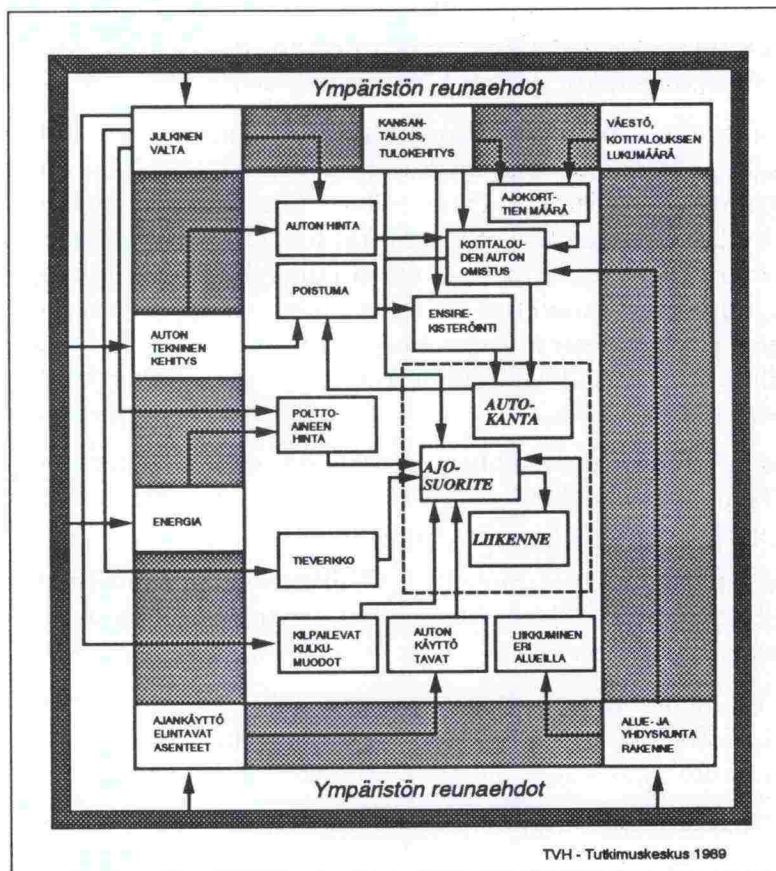 Ympäristön reunaehdot
JULKINEN
VALTA
KANSAN-
TALOUS,
TULOKEHITYS
VÄESTÖ,
KOTITALOUKSIEN
LUKUMÄÄRÄ
AJOKORT-
TIEN MÄÄRÄ
AUTON HINTA
KOTITALOU-
DEN AUTON
OMISTUS
POISTUMA
ENSIRE-
KISTERÖINTI
AUTON
TEKNINEN
KEHITYS
AUTO-
KANTA
POLTTO-
AINEEN
HINTA
AJO-
SUORITE
ENERGIA
LIIKENNE
TIEVERKKO
KILPAILEVAT
KULKU-
MUODOT
AUTON
KÄYTTÖ
TAVAT
LIIKKUMINEN
ERI
ALUEILLA
AJANKÄYTTÖ
ELINTAVAT
ASENTEET
ALUE- JA
YHDYSKUNTA
RAKENNE
Ympäristön reunaehdot
TVH - Tutkimuskeskus 1989